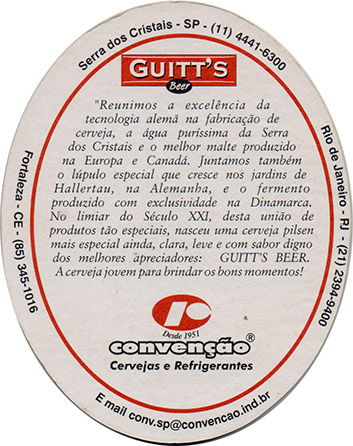 Serra dos Cristais - SP - (11) 4441-6300
GUITT'S
Beer
"Reunimos a excelência da
tecnologia alemã na fabricação de
cerveja, a água puríssima da Serra
dos Cristais e o melhor malte produzido
na Europa e Canadá. Juntamos também
o lúpulo especial que cresce nos jardins de
Hallertau, na Alemanha, e o fermento
produzido com exclusividade na Dinamarca.
No limiar do Século XXI, desta união de
produtos tão especiais, nasceu uma cerveja pilsen
mais especial ainda, clara, leve e com sabor digno
dos melhores apreciadores: GUITT'S BEER.
A cerveja jovem para brindar os bons momentos!
Desde 1951
convenção®
Cervejas e Refrigerantes
Fortaleza - CE - (85) 345-1016
Rio de Janeiro - RJ - (21) 2394-9400
E mail conv.sp@convencao.ind.br